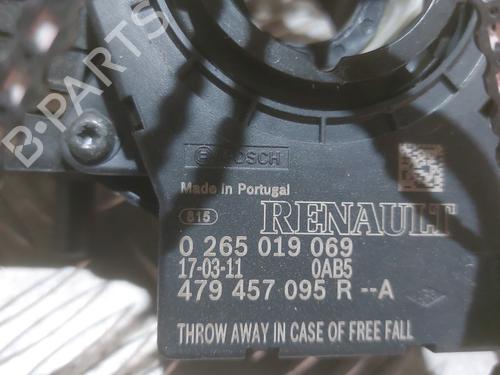 B-PARTS
BOSCH
Made in Portugal
815
RENAULT
0 265 019 069
17-03-11 0AB5
479 457 095 R --A
THROW AWAY IN CASE OF FREE FALL